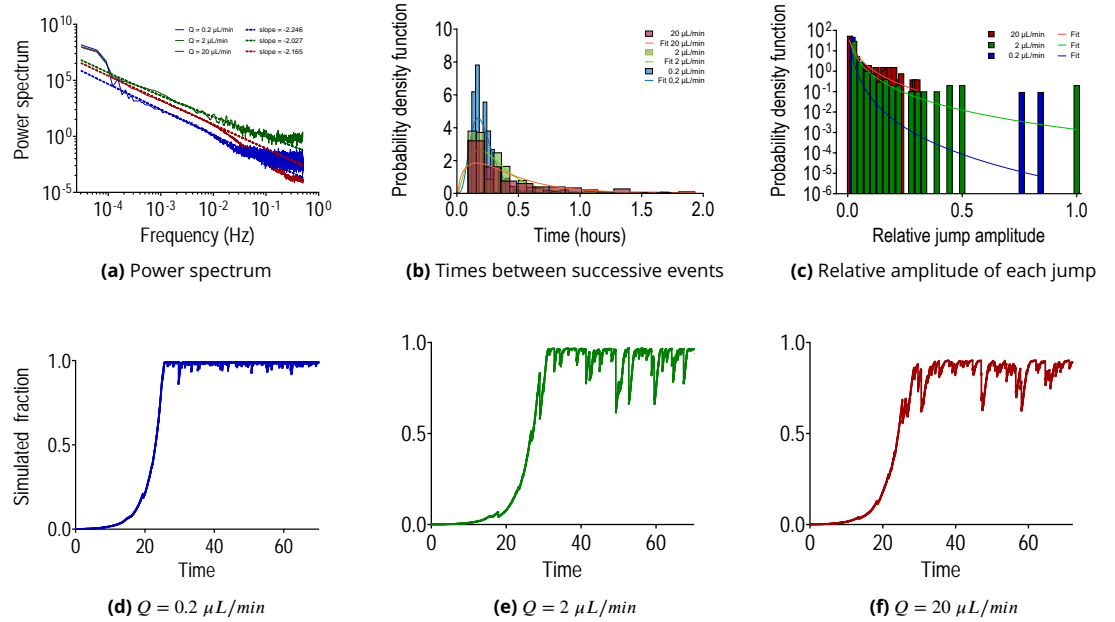 Power spectrum
10^10
10^5
10^0
10^-5
10^-4
10^-3
10^-2
10^-1
10^0
Frequency (Hz)
Q = 0.2 µL/min
Q = 2 µL/min
Q = 20 µL/min
slope = -2.246
slope = -2.027
slope = -2.165
(a) Power spectrum
Probability density function
10
8
6
4
2
0
0.0
0.5
1.0
1.5
2.0
Time (hours)
20 µL/min
Fit 20 µL/min
2 µL/min
Fit 2 µL/min
0.2 µL/min
Fit 0,2 µL/min
(b) Times between successive events
Probability density function
10^2
10^1
10^0
10^-1
10^-2
10^-3
10^-4
10^-5
10^-6
0.0
0.5
1.0
Relative jump amplitude
20 µL/min
2 µL/min
0.2 µL/min
Fit
Fit
Fit
(c) Relative amplitude of each jump
Simulated fraction
1.0
0.5
0.0
0
20
40
60
Time
(d) Q = 0.2 µL/min
1.0
0.5
0.0
0
20
40
60
Time
(e) Q = 2 µL/min
1.0
0.5
0.0
0
20
40
60
Time
(f) Q = 20 µL/min